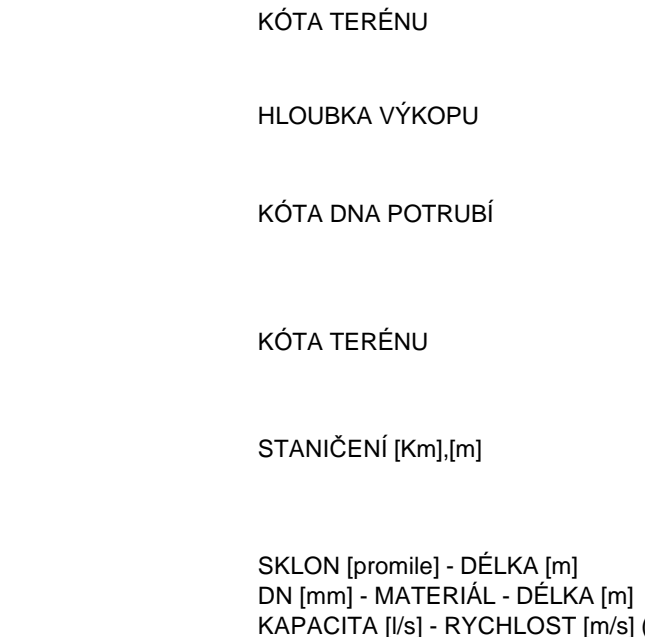 KÓTA TERÉNU
HLOUBKA VÝKOPU
KÓTA DNA POTRUBÍ
KÓTA TERÉNU
STANIČENÍ [Km],[m]
SKLON [promile] - DÉLKA [m]
DN [mm] - MATERIÁL - DÉLKA [m]
KAPACITA [l/s] - RYCHLOST [m/s] (